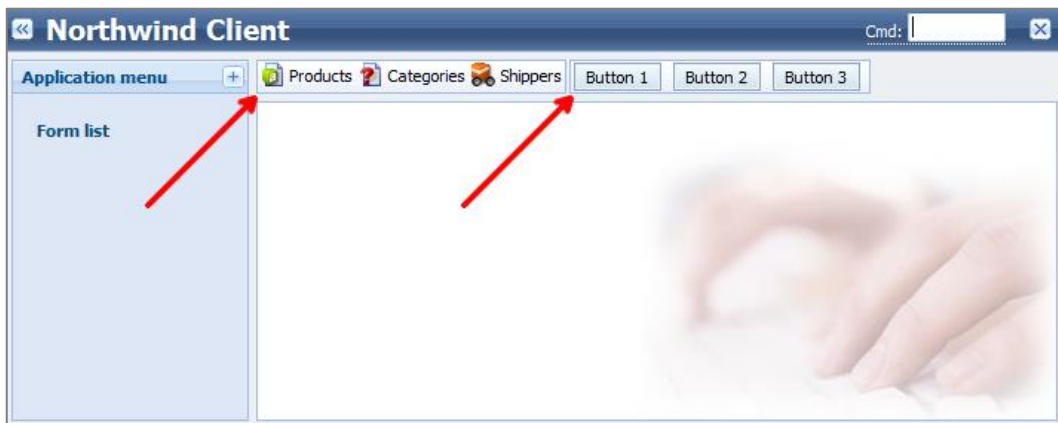 Northwind Client Cmd:
Application menu Products Categories Shippers Button 1 Button 2 Button 3
Form list